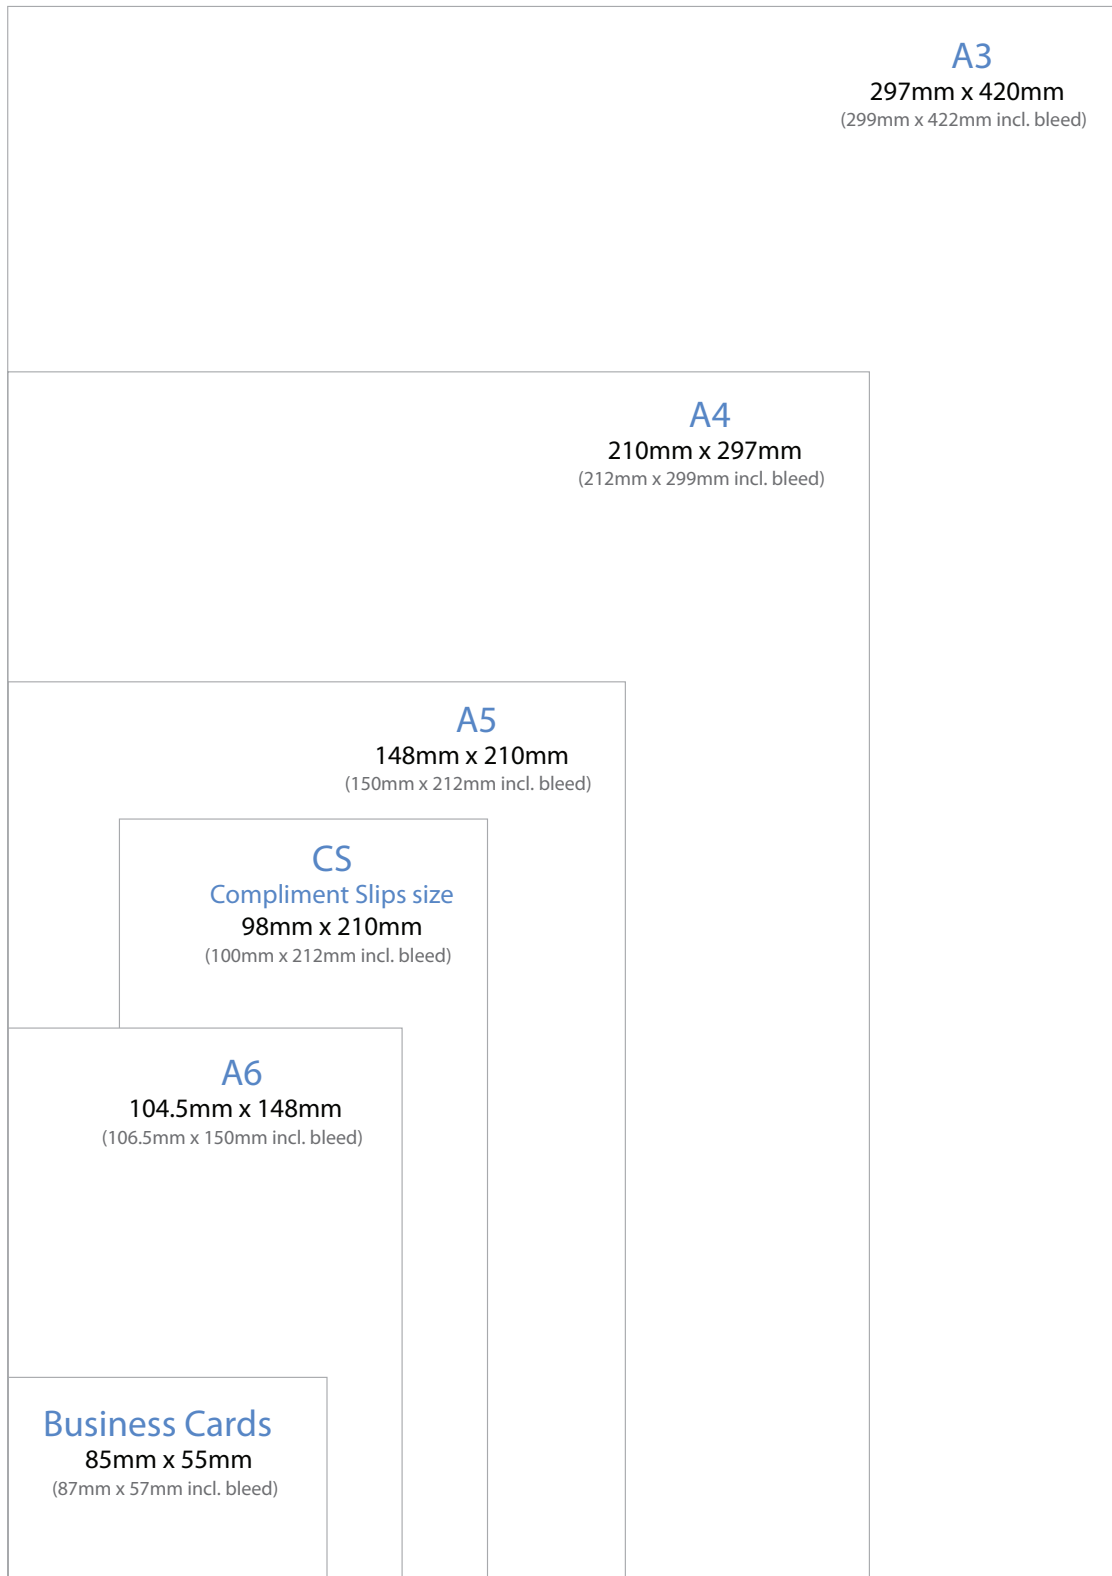 A3
297mm x 420mm
(299mm x 422mm incl. bleed)
A4
210mm x 297mm
(212mm x 299mm incl. bleed)
A5
148mm x 210mm
(150mm x 212mm incl. bleed)
CS
Compliment Slips size
98mm x 210mm
(100mm x 212mm incl. bleed)
A6
104.5mm x 148mm
(106.5mm x 150mm incl. bleed)
Business Cards
85mm x 55mm
(87mm x 57mm incl. bleed)